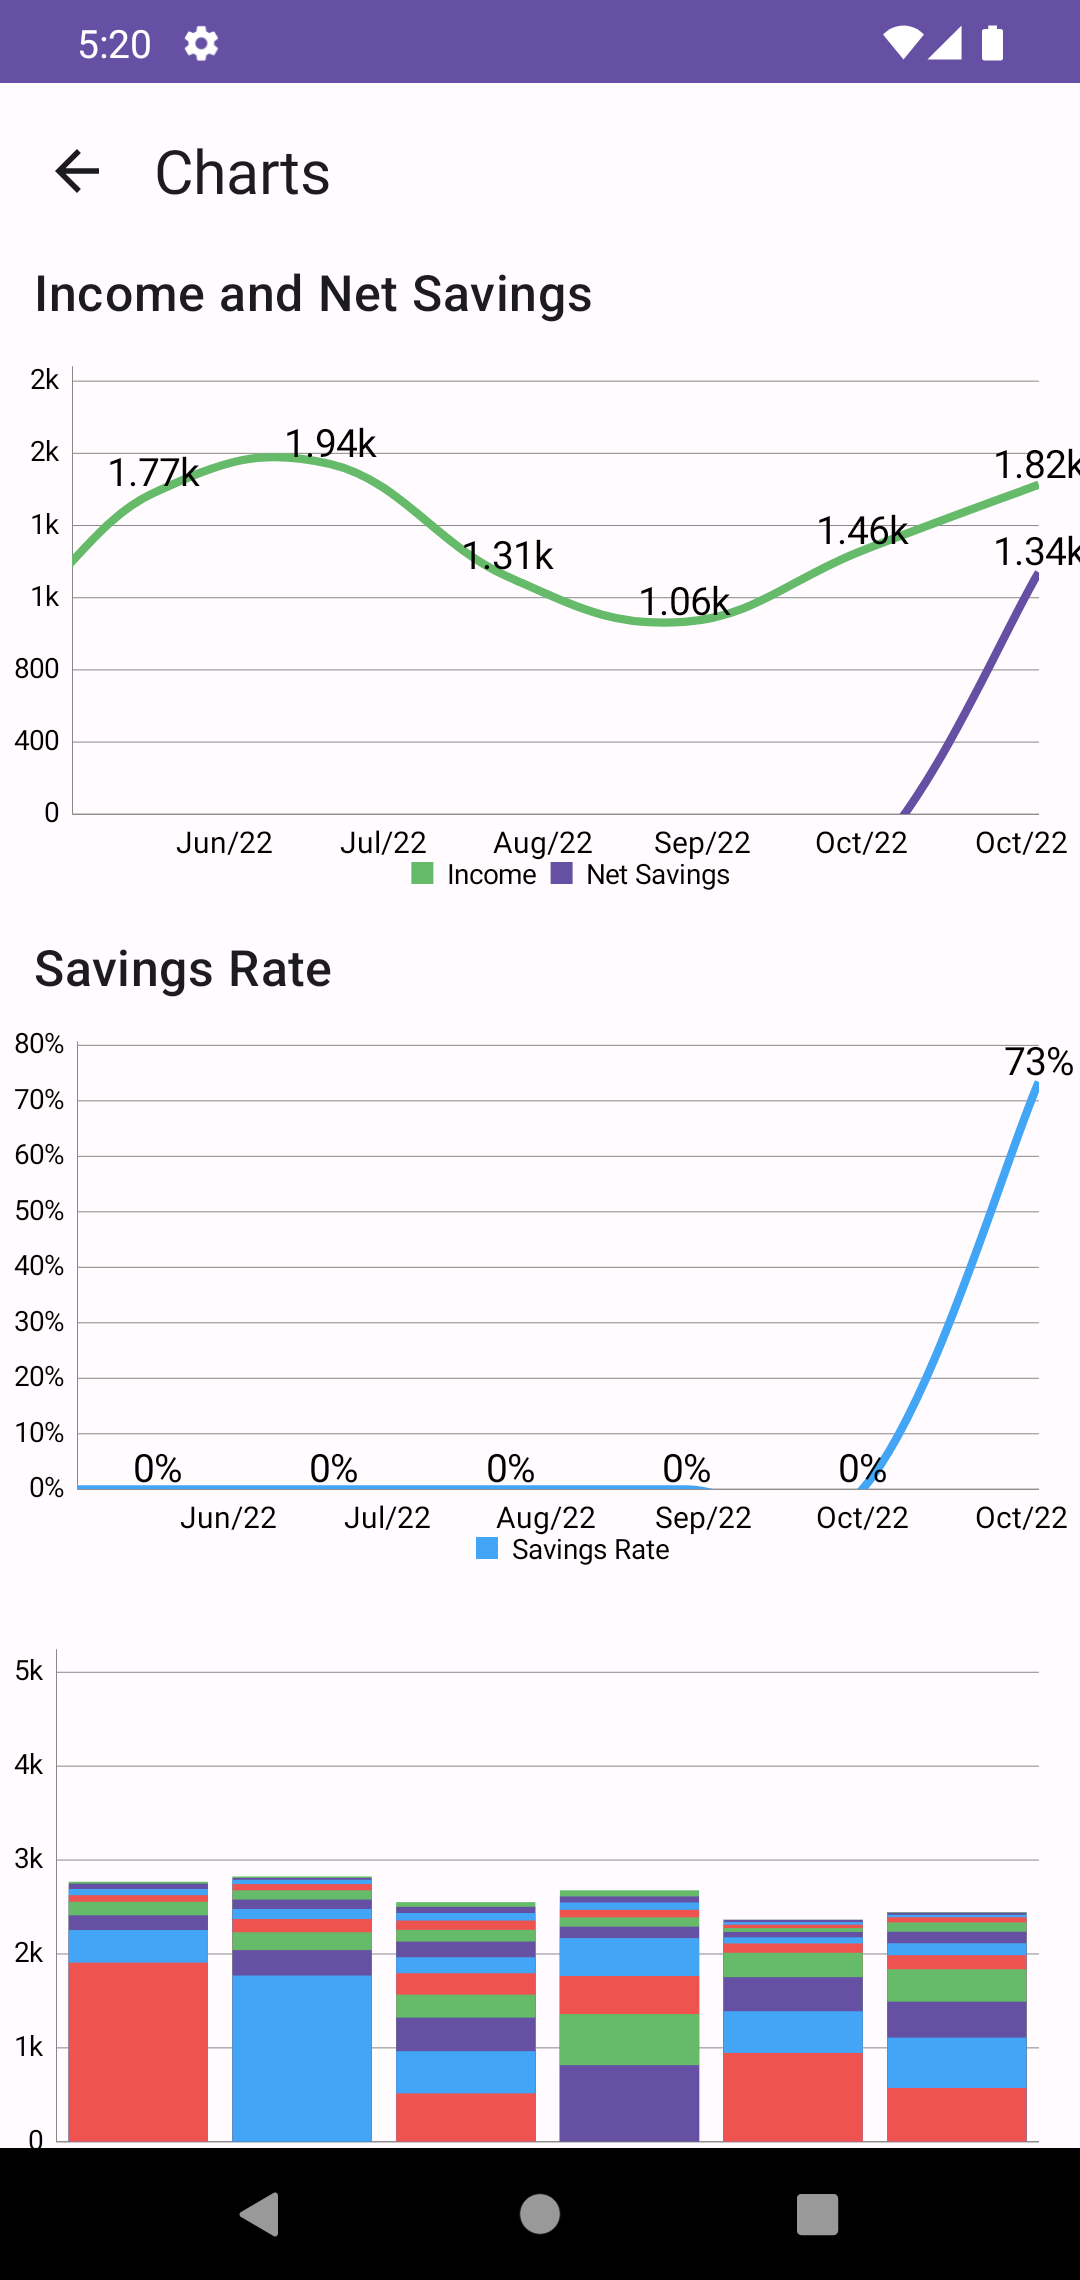 5:20
Charts
Income and Net Savings
2k
2k
1k
1k
800
400
0
1.77k
1.94k
1.31k
1.06k
1.46k
1.82k
1.34k
Jun/22 Jul/22 Aug/22 Sep/22 Oct/22 Oct/22
Income Net Savings
Savings Rate
80%
70%
60%
50%
40%
30%
20%
10%
0%
73%
0% 0% 0% 0% 0%
Jun/22 Jul/22 Aug/22 Sep/22 Oct/22 Oct/22
Savings Rate
5k
4k
3k
2k
1k
0